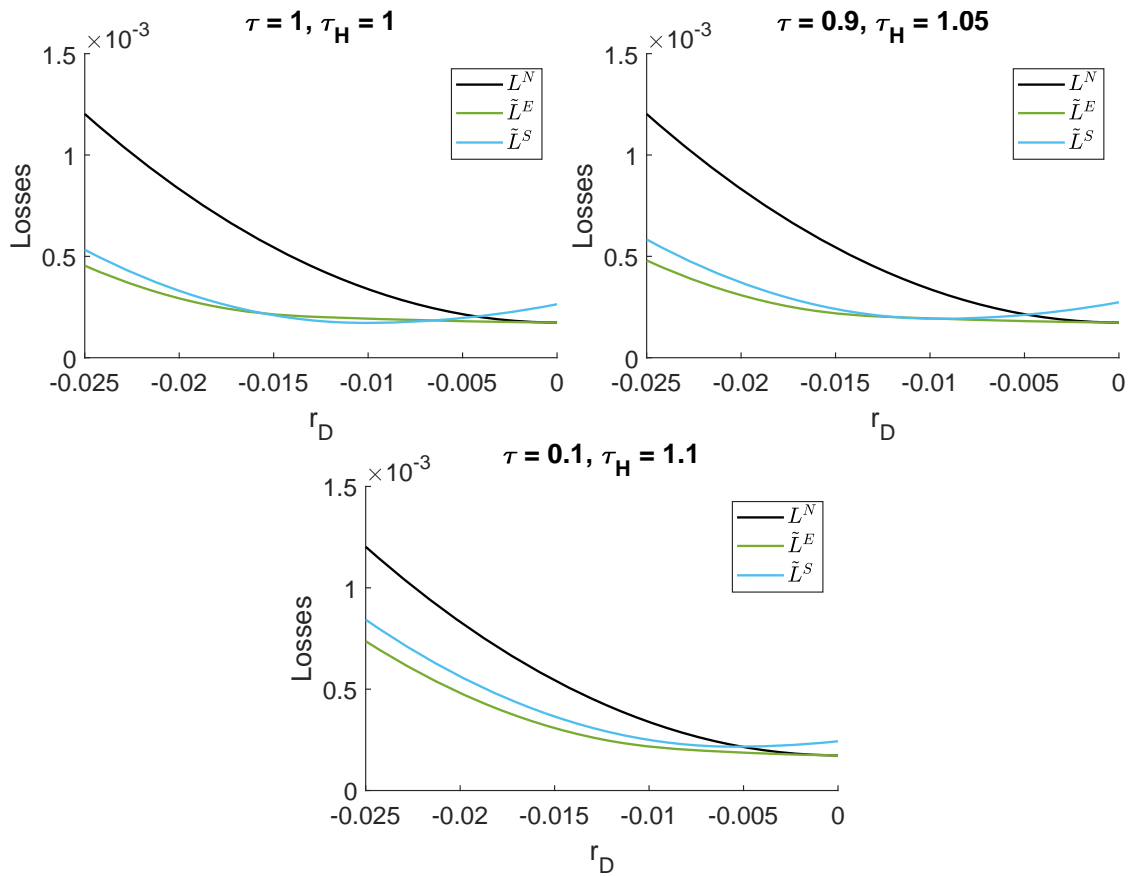 τ = 1, τ_H = 1
×10⁻³
1.5
1
0.5
0
Losses
-0.025 -0.02 -0.015 -0.01 -0.005 0
r_D
L^N
L̃^E
L̃^S
τ = 0.9, τ_H = 1.05
×10⁻³
1.5
1
0.5
0
Losses
-0.025 -0.02 -0.015 -0.01 -0.005 0
r_D
L^N
L̃^E
L̃^S
τ = 0.1, τ_H = 1.1
×10⁻³
1.5
1
0.5
0
Losses
-0.025 -0.02 -0.015 -0.01 -0.005 0
r_D
L^N
L̃^E
L̃^S